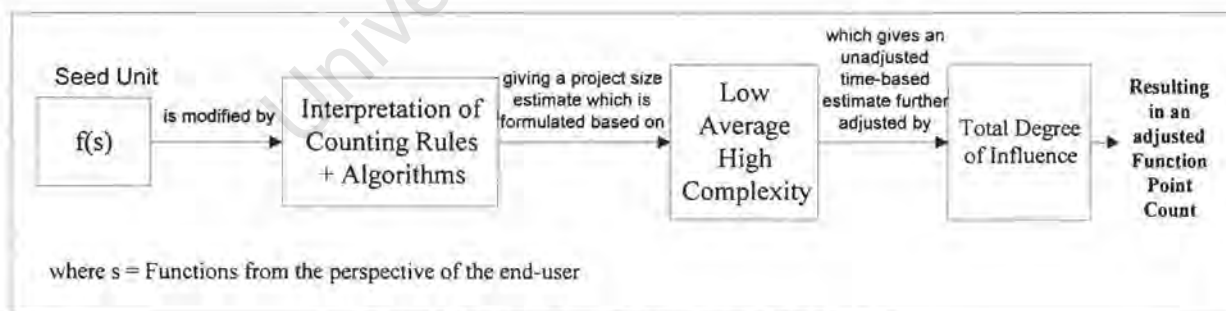 Seed Unit
f(s)
is modified by
Interpretation of
Counting Rules
+ Algorithms
giving a project size
estimate which is
formulated based on
Low
Average
High
Complexity
which gives an
unadjusted
time-based
estimate further
adjusted by
Total Degree
of Influence
Resulting
in an
adjusted
Function
Point
Count
where s = Functions from the perspective of the end-user